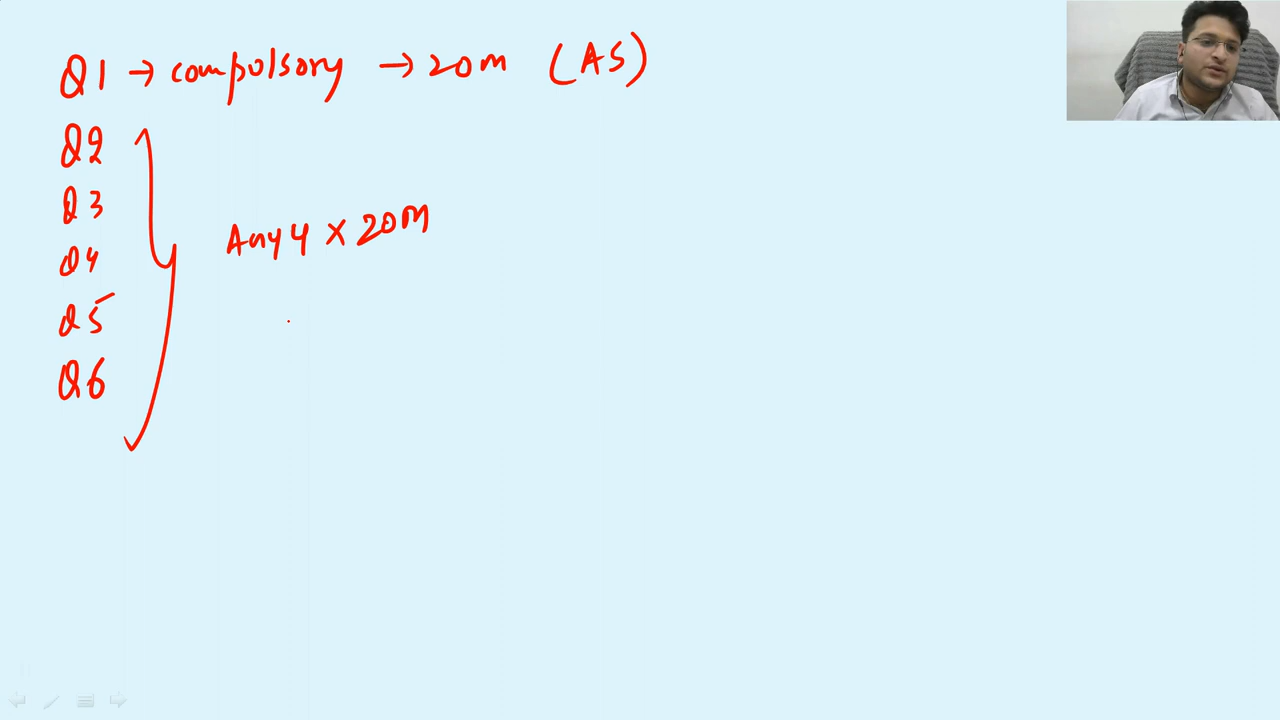 Q1 → compulsory → 20m (AS)
Q2
Q3
Any 4 x 20M
Q4
Q5
Q6